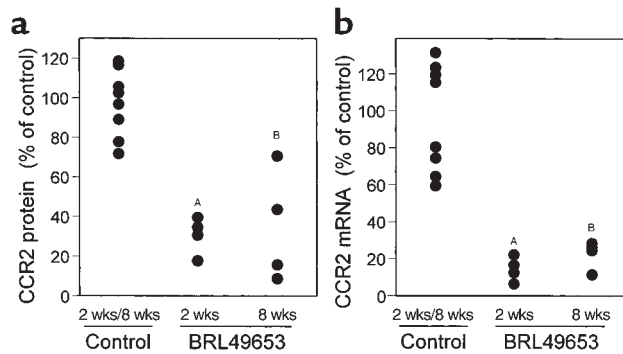 a
CCR2 protein (% of control)
120
100
80
60
40
20
0
A
B
2 wks/8 wks
2 wks
8 wks
Control
BRL49653
b
CCR2 mRNA (% of control)
120
100
80
60
40
20
0
A
B
2 wks/8 wks
2 wks
8 wks
Control
BRL49653